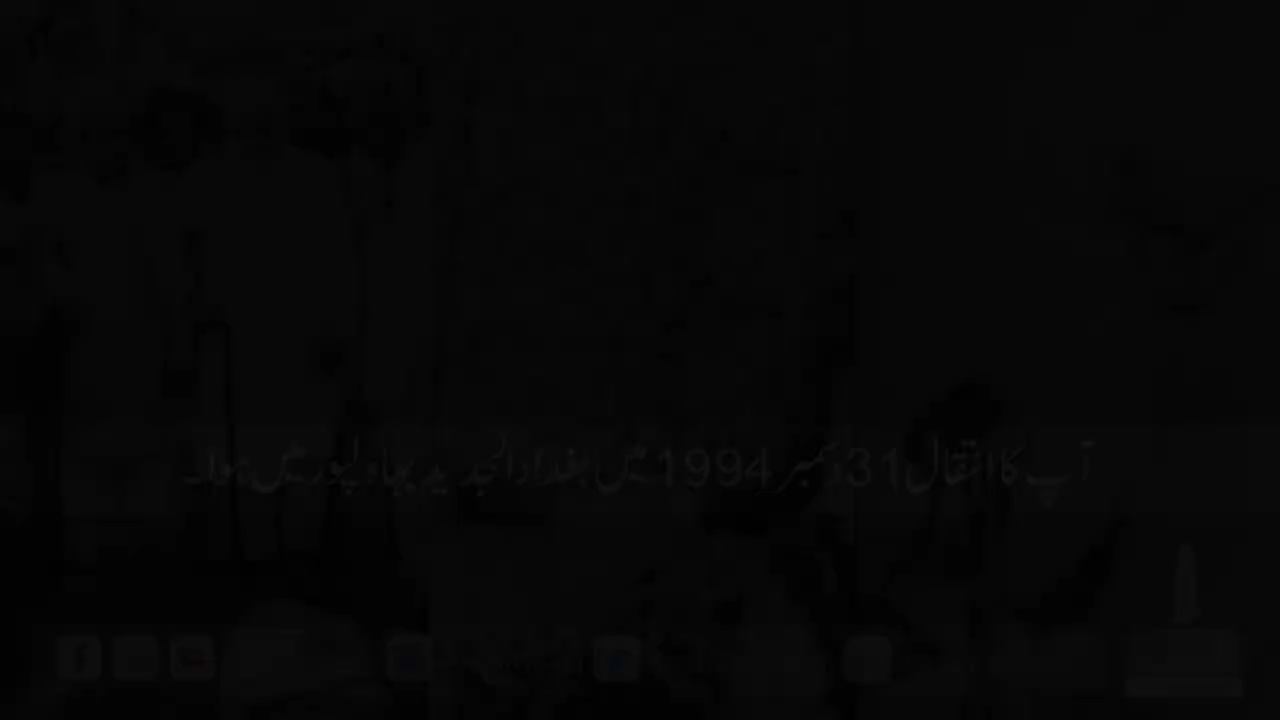 آپ کا انتقال 31 دسمبر 1994 میں بغداد الجدید بہاولپور میں ہوا۔